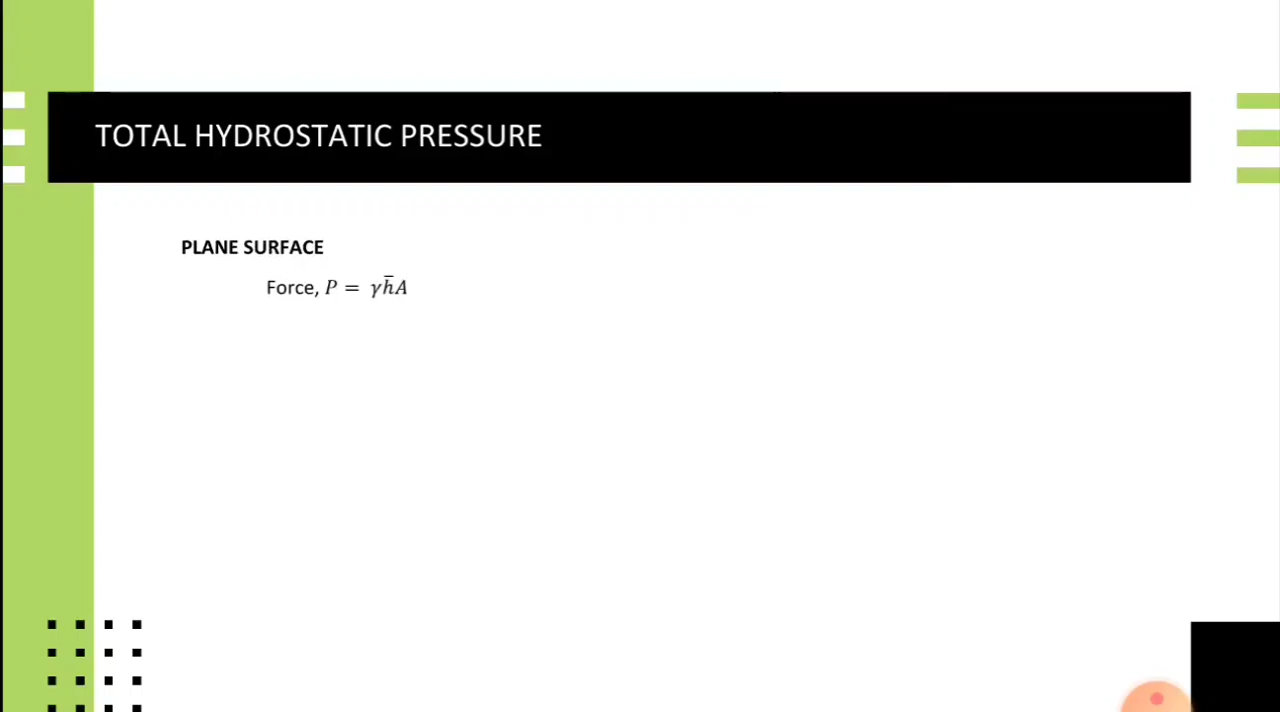 TOTAL HYDROSTATIC PRESSURE
PLANE SURFACE
Force, P = γh̄A